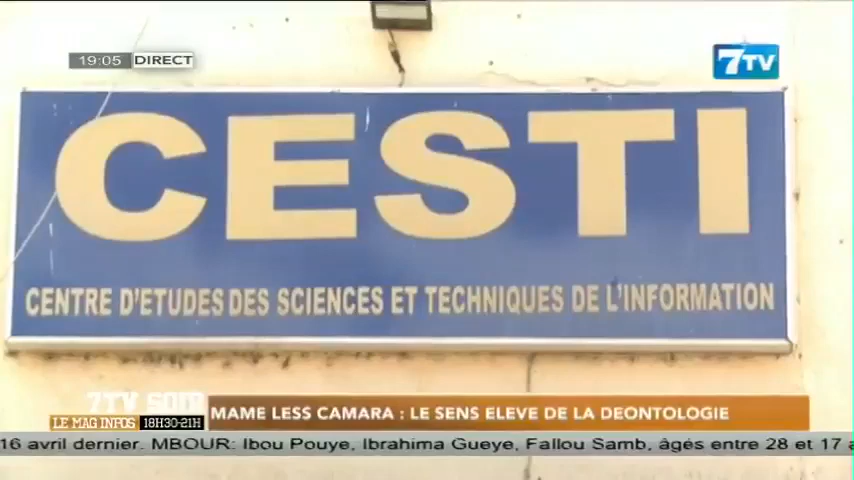 19:05 DIRECT
7TV
CESTI
CENTRE D'ETUDES DES SCIENCES ET TECHNIQUES DE L'INFORMATION
7TV SOIR
MAME LESS CAMARA : LE SENS ELEVE DE LA DEONTOLOGIE
LE MAG INFOS 18H30-21H
16 avril dernier. MBOUR: Ibou Pouye, Ibrahima Gueye, Fallou Samb, âgés entre 28 et 17 a